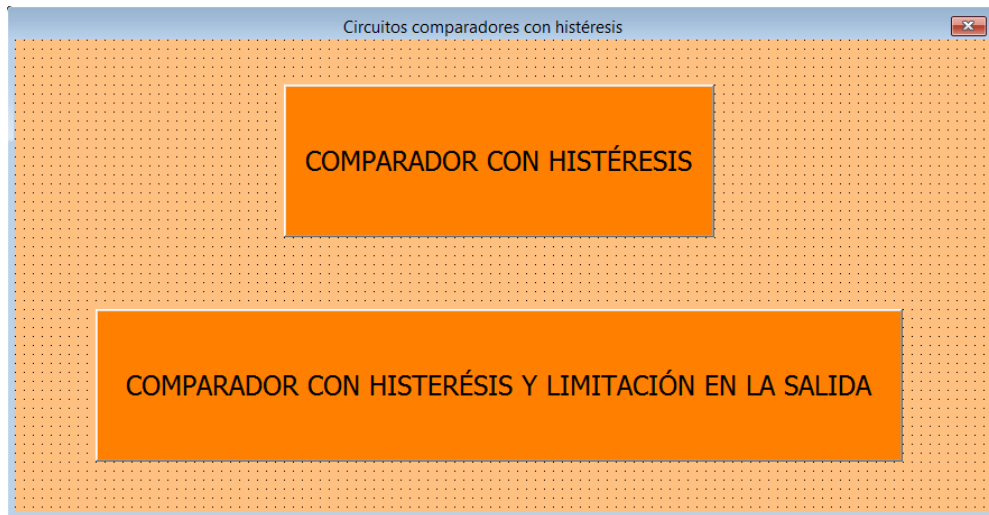 Circuitos comparadores con histéresis
COMPARADOR CON HISTÉRESIS
COMPARADOR CON HISTERÉSIS Y LIMITACIÓN EN LA SALIDA